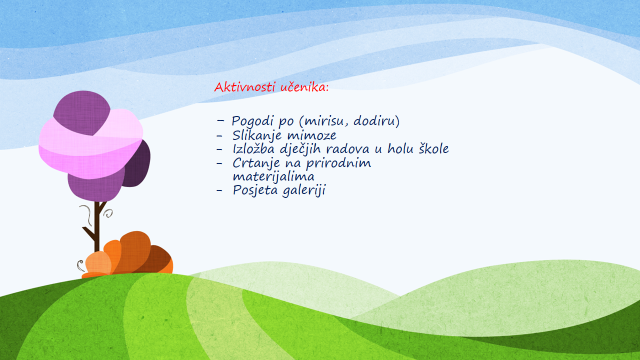 Aktivnosti učenika:
– Pogodi po (mirisu, dodiru)
- Slikanje mimoze
- Izložba dječjih radova u holu škole
- Crtanje na prirodnim
materijalima
- Posjeta galeriji